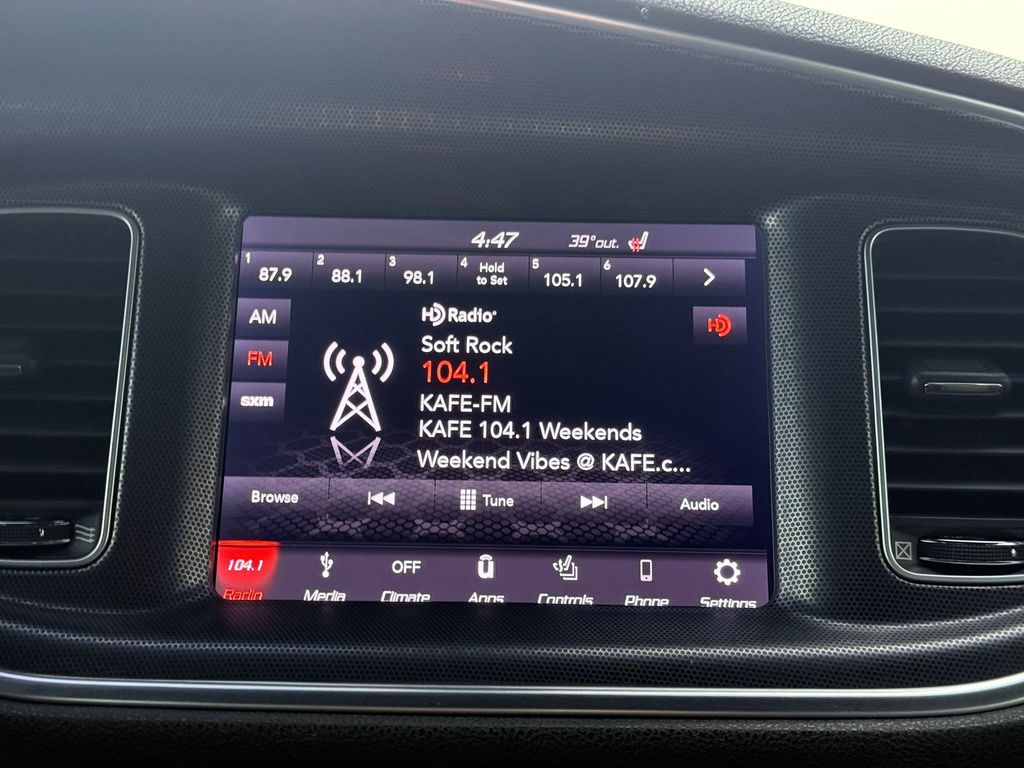 4:47 39°out.
1 87.9 2 88.1 3 98.1 4 Hold to Set 5 105.1 6 107.9
AM
HD Radio
HD
Soft Rock
FM
104.1
sxm
KAFE-FM
KAFE 104.1 Weekends
Weekend Vibes @ KAFE.c...
Browse Tune Audio
104.1 OFF
Radio Media Climate Apps Controls Phone Settings